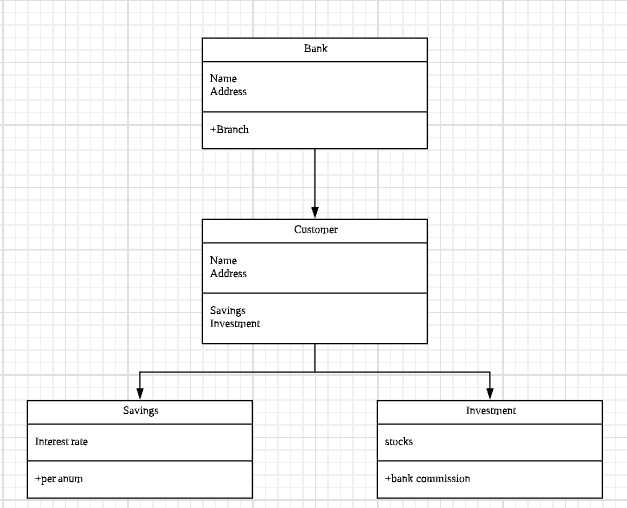 Bank
Name
Address
+Branch
Customer
Name
Address
Savings
Investment
Savings
Interest rate
+per anum
Investment
stocks
+bank commission